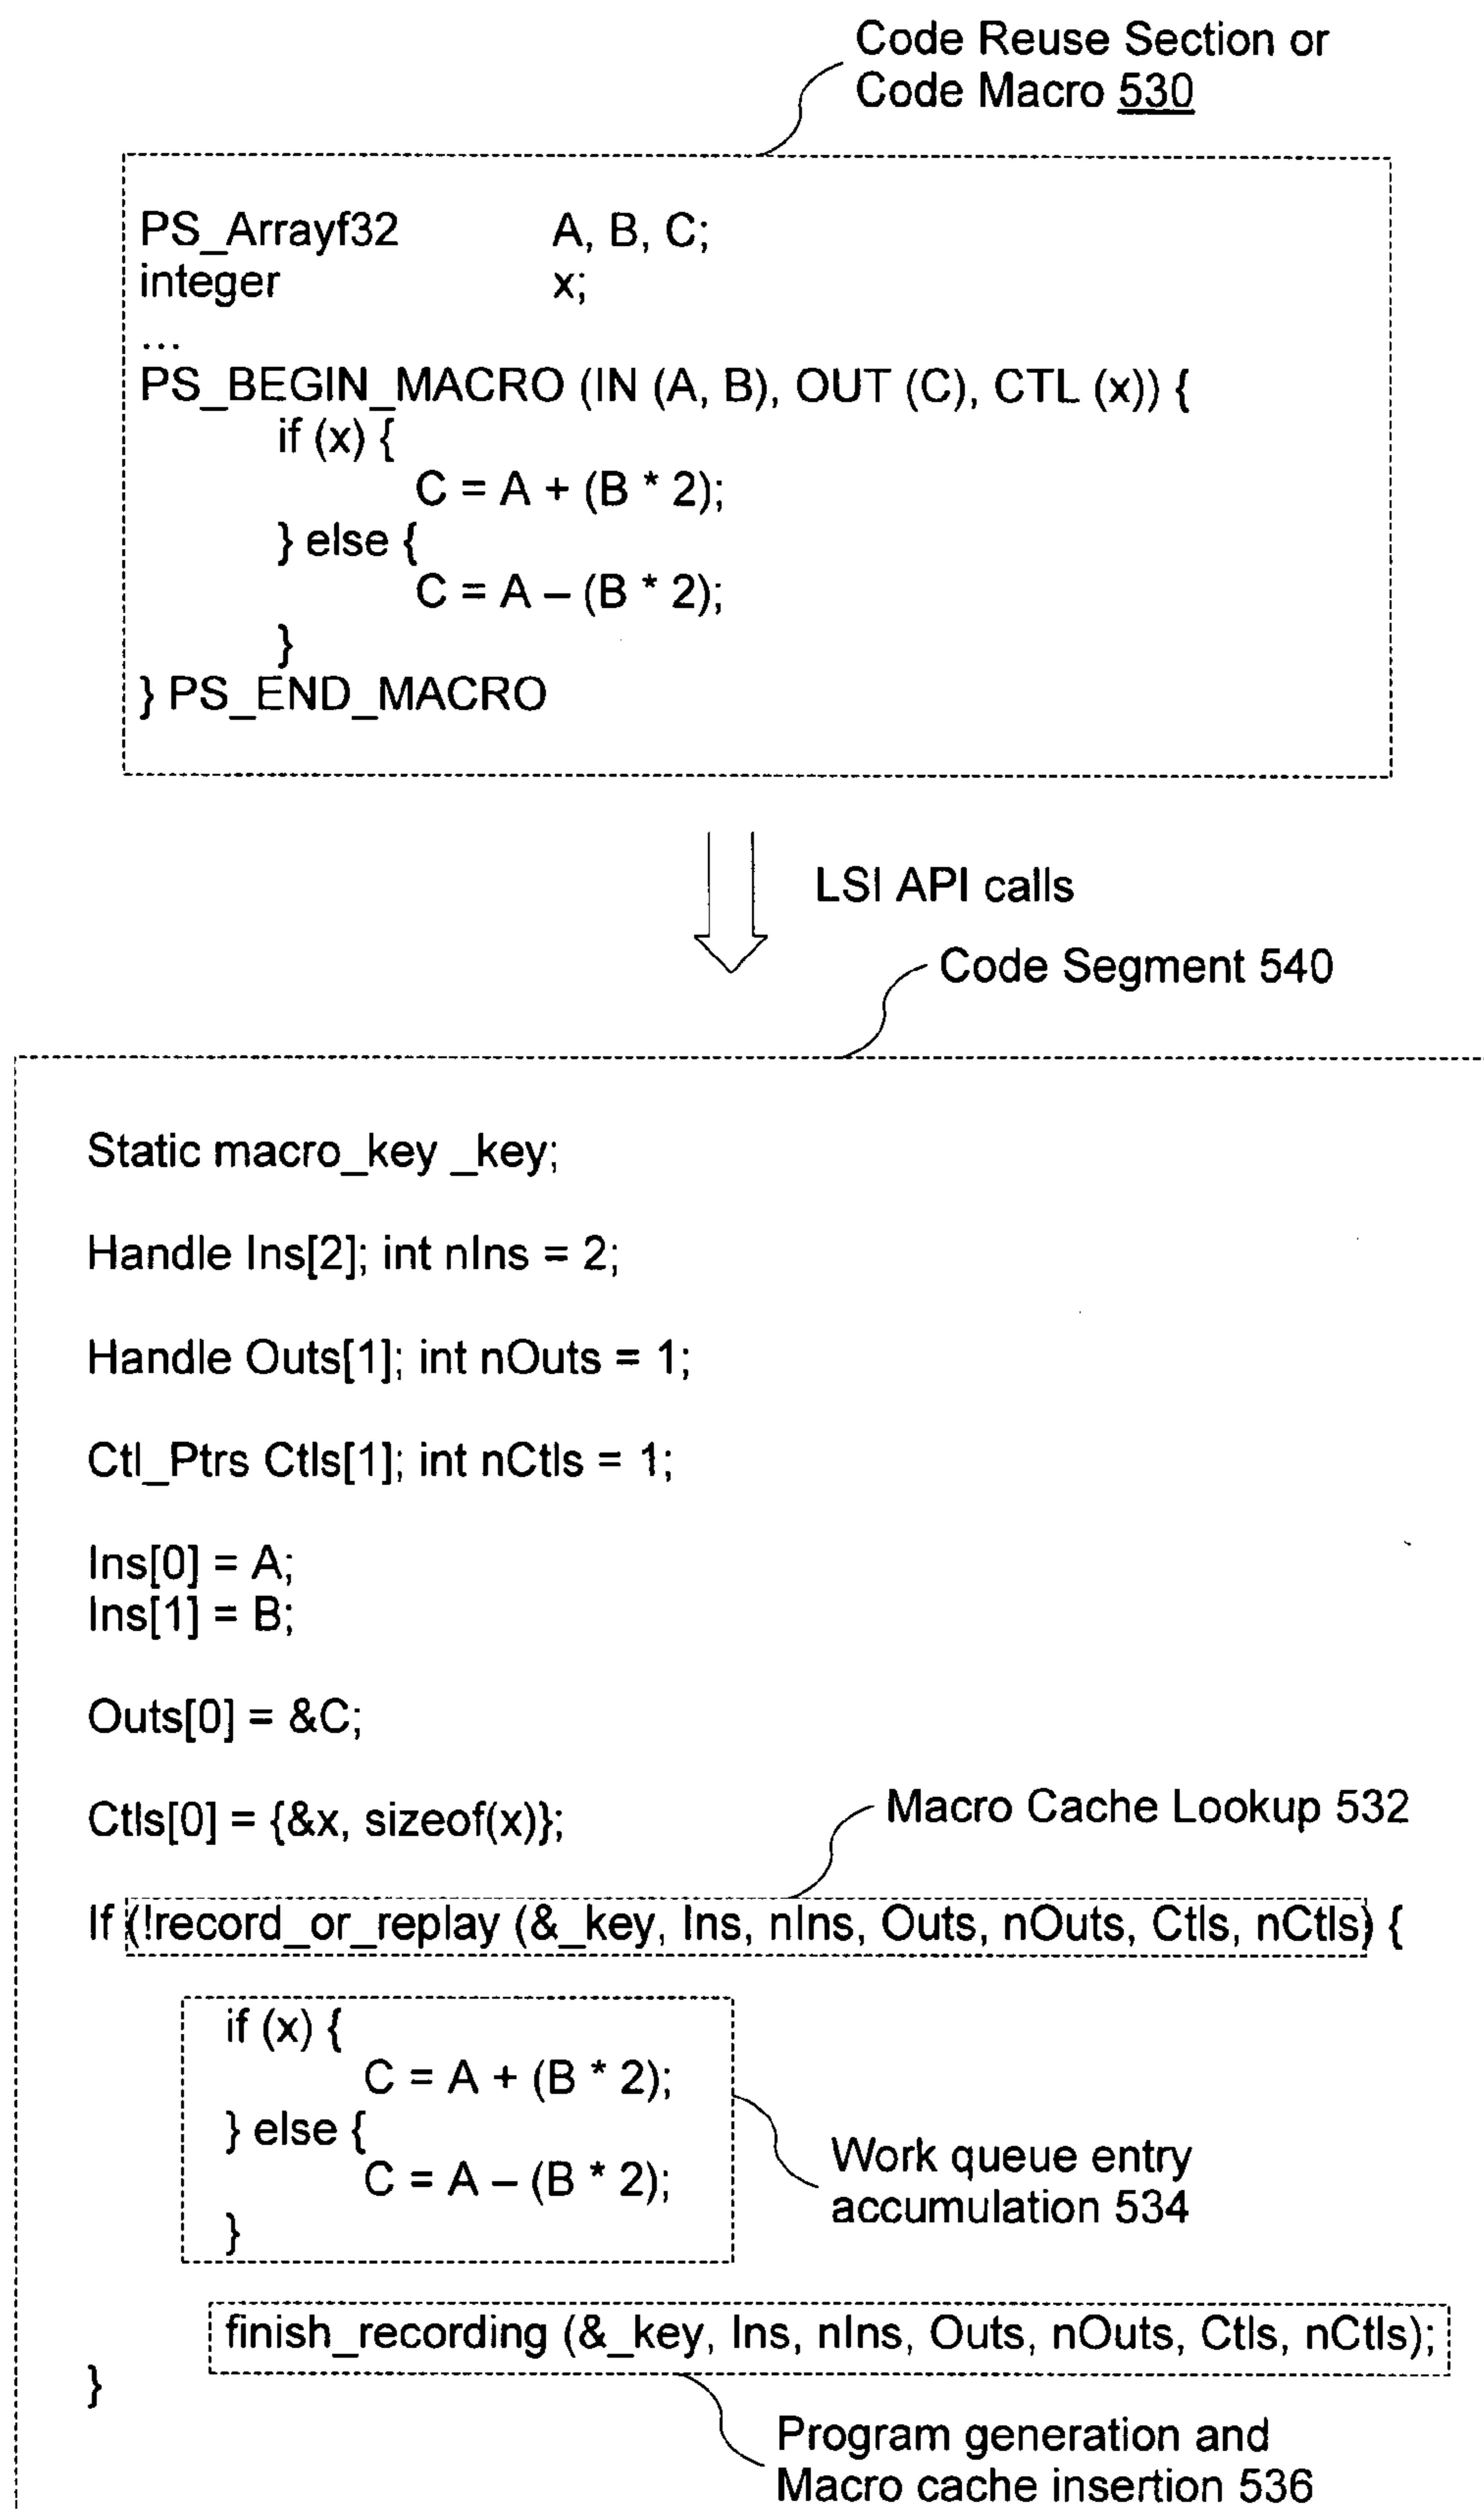 Code Reuse Section or
Code Macro 530
PS_Arrayf32 A, B, C;
integer x;
...
PS_BEGIN_MACRO (IN (A, B), OUT (C), CTL (x)) {
if (x) {
C = A + (B * 2);
} else {
C = A – (B * 2);
}
} PS_END_MACRO
LSI API calls
Code Segment 540
Static macro_key _key;
Handle Ins[2]; int nIns = 2;
Handle Outs[1]; int nOuts = 1;
Ctl_Ptrs Ctls[1]; int nCtls = 1;
Ins[0] = A;
Ins[1] = B;
Outs[0] = &C;
Ctls[0] = {&x, sizeof(x)};
Macro Cache Lookup 532
If (!record_or_replay (&_key, Ins, nIns, Outs, nOuts, Ctls, nCtls) {
if (x) {
C = A + (B * 2);
} else {
C = A – (B * 2);
}
Work queue entry
accumulation 534
finish_recording (&_key, Ins, nIns, Outs, nOuts, Ctls, nCtls);
}
Program generation and
Macro cache insertion 536